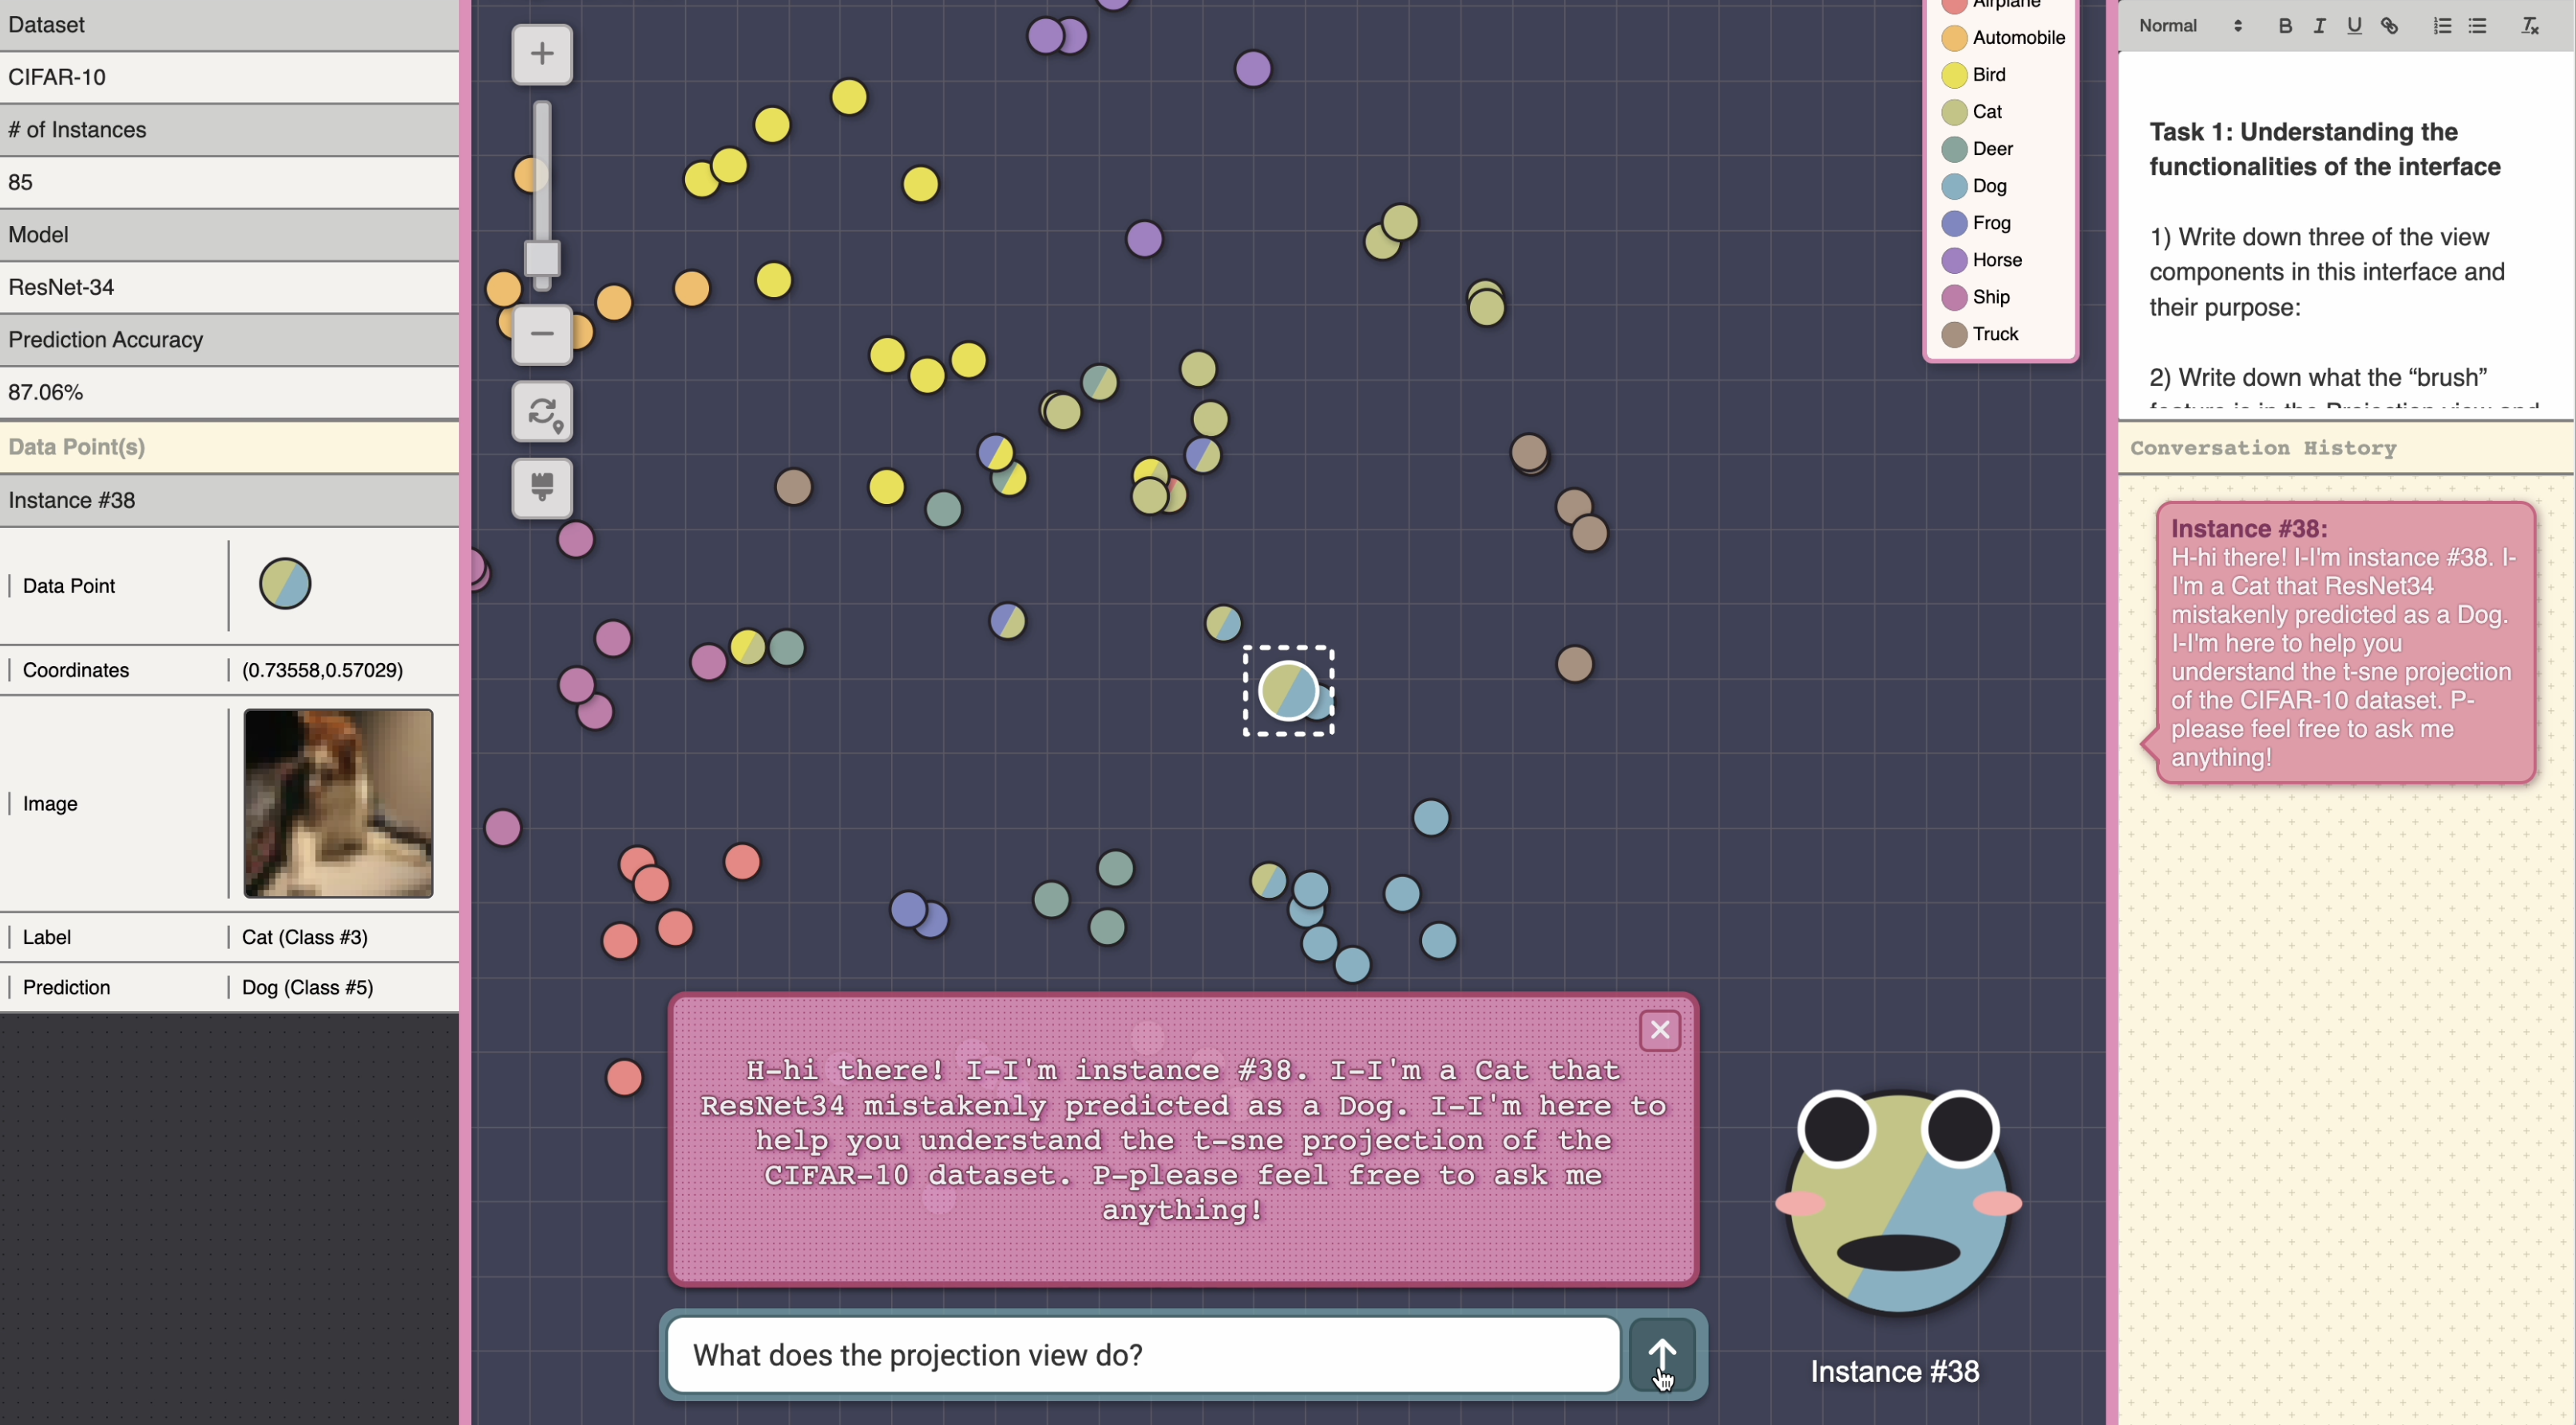 Dataset
CIFAR-10
# of Instances
85
Model
ResNet-34
Prediction Accuracy
87.06%
Data Point(s)
Instance #38
Data Point
Coordinates
(0.73558,0.57029)
Image
Label
Cat (Class #3)
Prediction
Dog (Class #5)
Airplane
Automobile
Bird
Cat
Deer
Dog
Frog
Horse
Ship
Truck
H-hi there! I-I'm instance #38. I-I'm a Cat that
ResNet34 mistakenly predicted as a Dog. I-I'm here to
help you understand the t-sne projection of the
CIFAR-10 dataset. P-please feel free to ask me
anything!
What does the projection view do?
Instance #38
Normal
B I U
Task 1: Understanding the
functionalities of the interface
1) Write down three of the view
components in this interface and
their purpose:
2) Write down what the “brush”
feature is in the Projection view and
Conversation History
Instance #38:
H-hi there! I-I'm instance #38. I-
I'm a Cat that ResNet34
mistakenly predicted as a Dog.
I-I'm here to help you
understand the t-sne projection
of the CIFAR-10 dataset. P-
please feel free to ask me
anything!